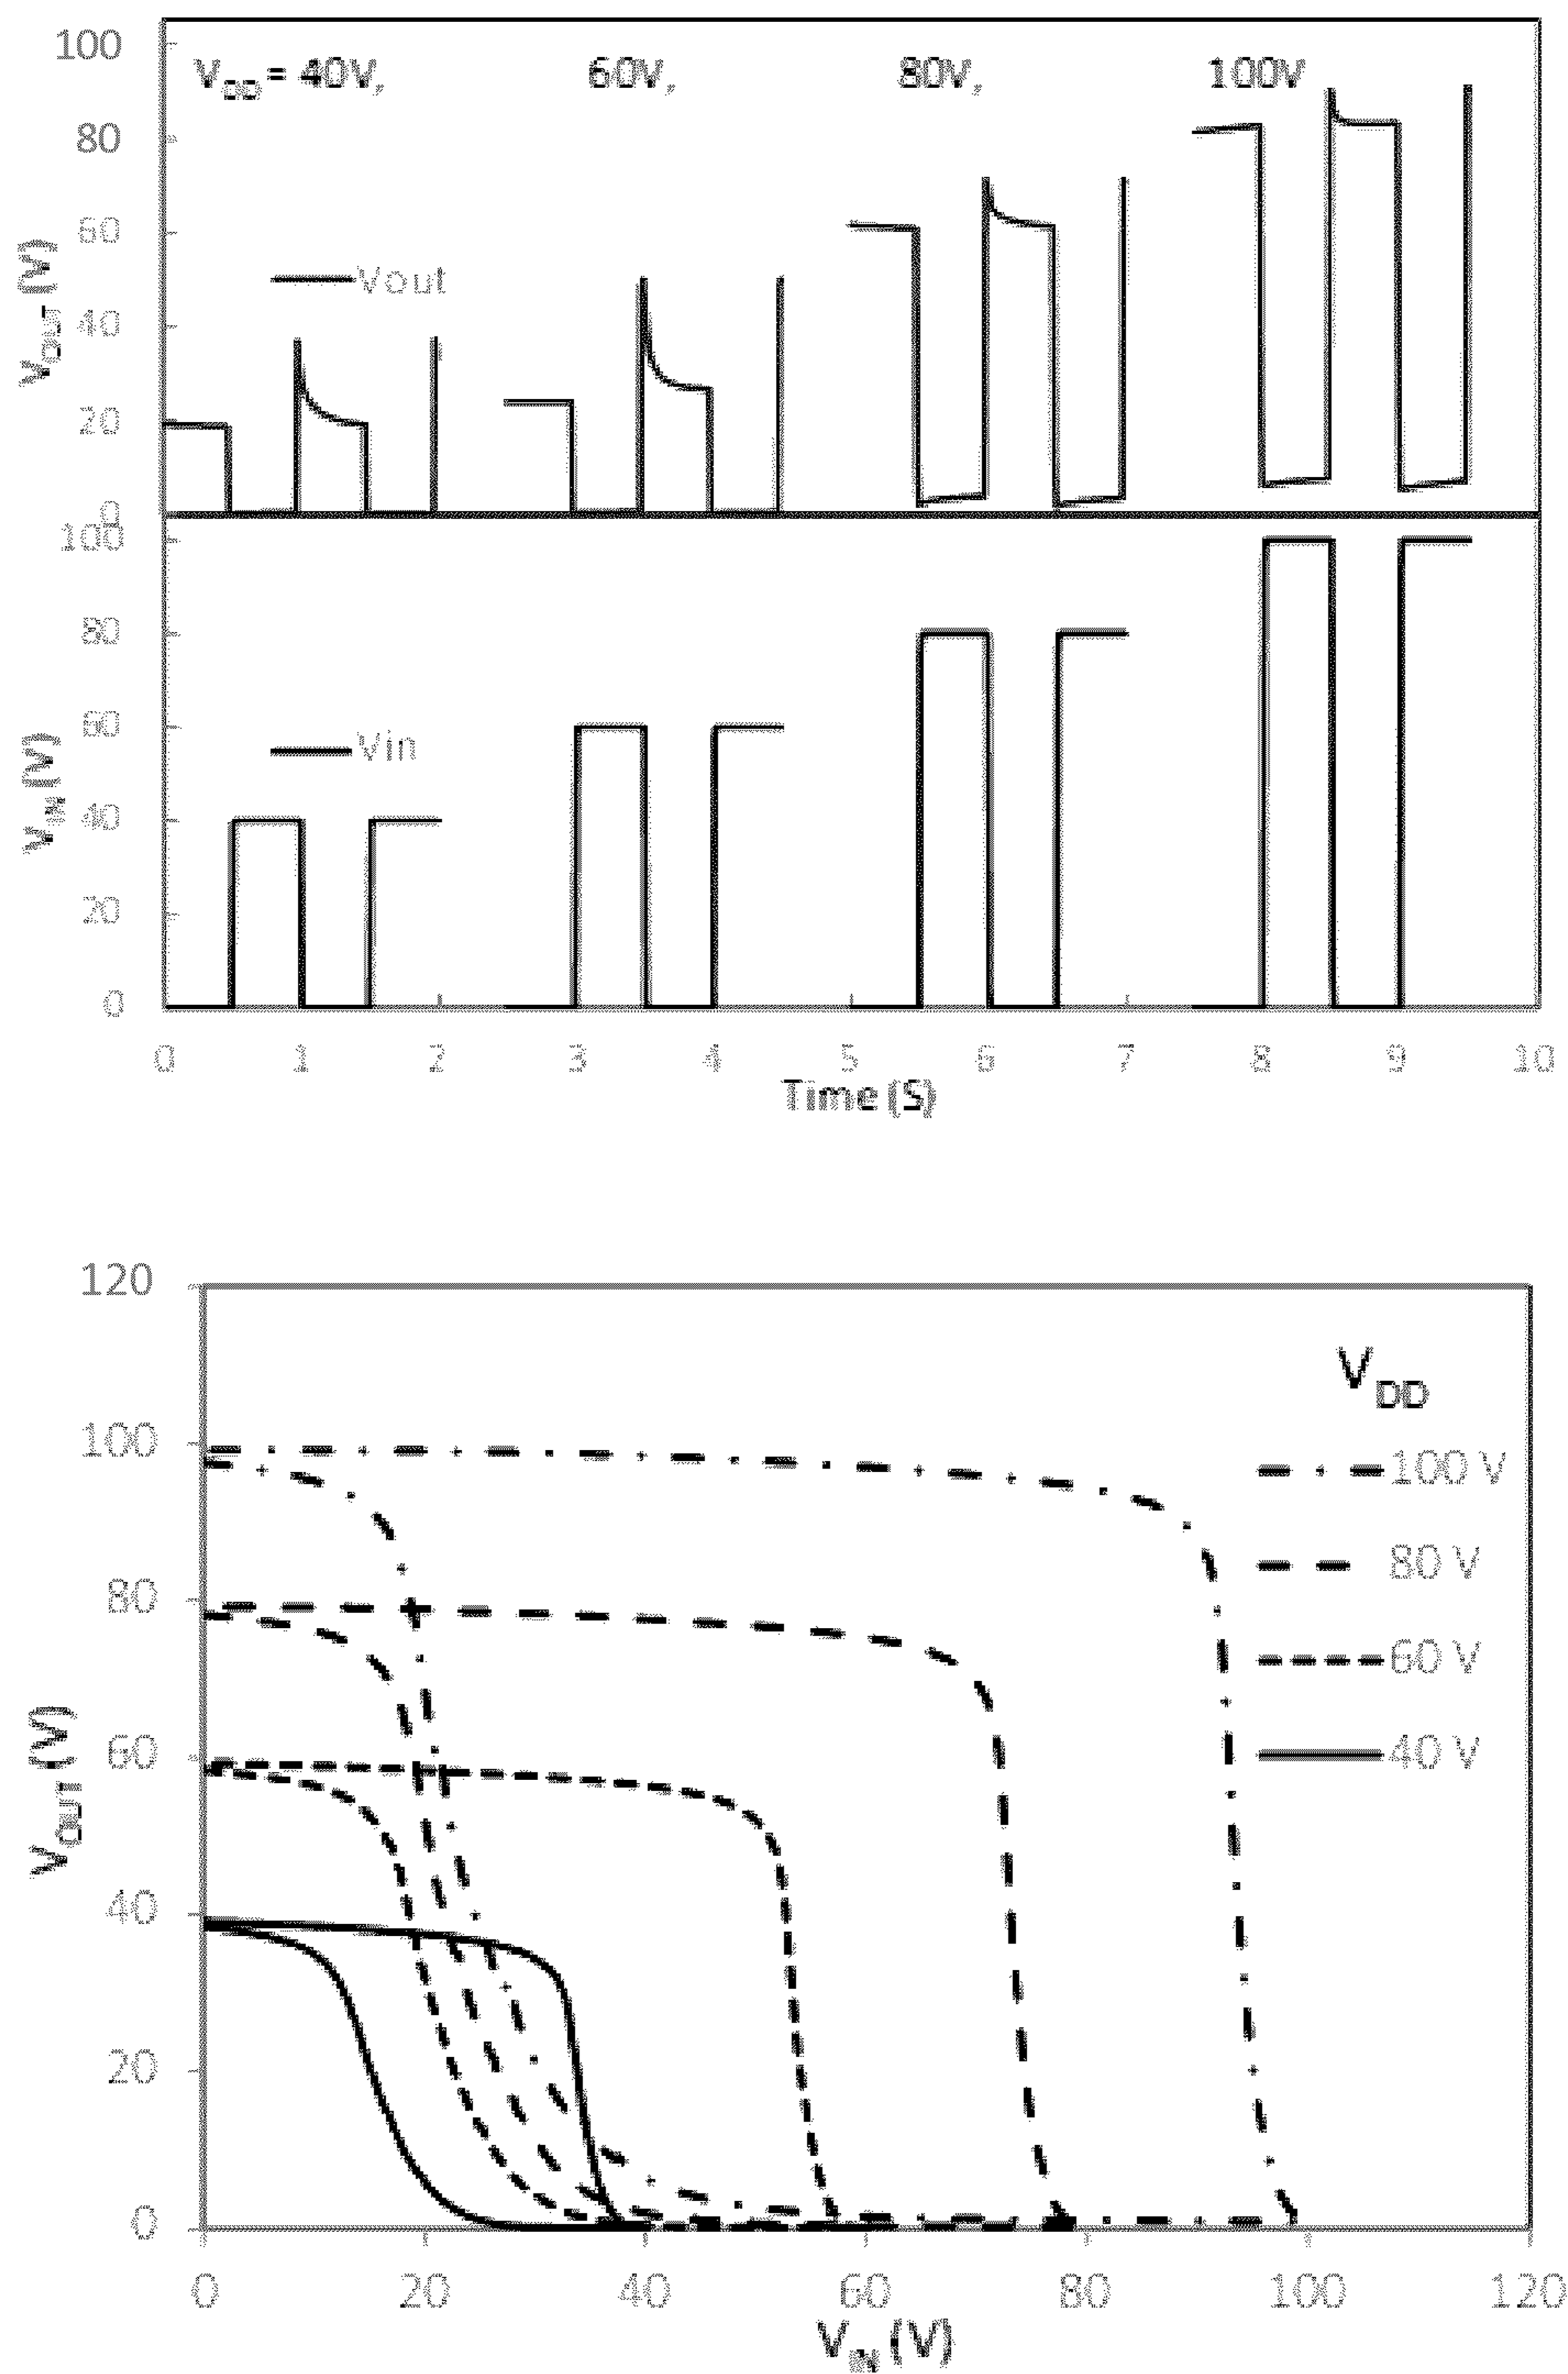 100
V_DD = 40V, 60V, 80V, 100V
80
60
Vout
40
20
0
V_OUT (V)
100
80
60
Vin
40
20
0
V_IN (V)
0 1 2 3 4 5 6 7 8 9 10
Time (S)
120
V_DD
100
100 V
80 V
80
60 V
60
40 V
40
20
0
V_OUT (V)
0 20 40 60 80 100 120
V_IN (V)